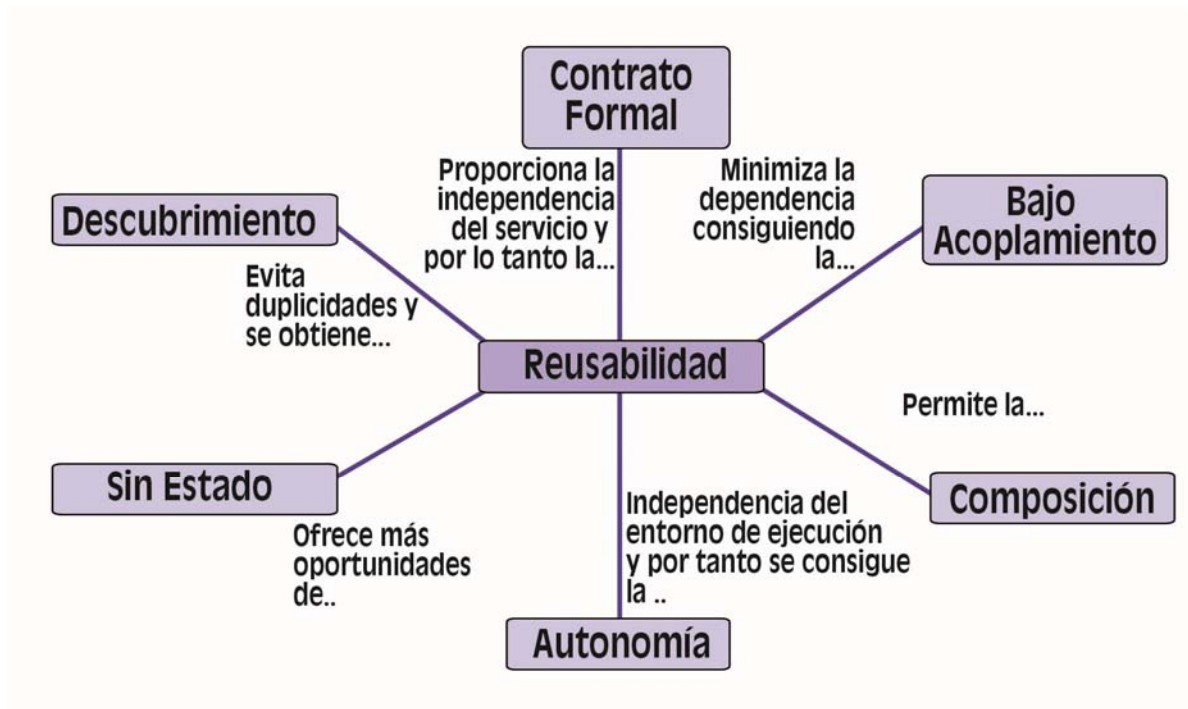 Contrato
Formal
Proporciona la
independencia
del servicio y
por lo tanto la...
Minimiza la
dependencia
consiguiendo
la...
Descubrimiento
Bajo
Acoplamiento
Evita
duplicidades y
se obtiene...
Reusabilidad
Permite la...
Sin Estado
Composición
Ofrece más
oportunidades
de..
Independencia del
entorno de ejecución
y por tanto se consigue
la ..
Autonomía